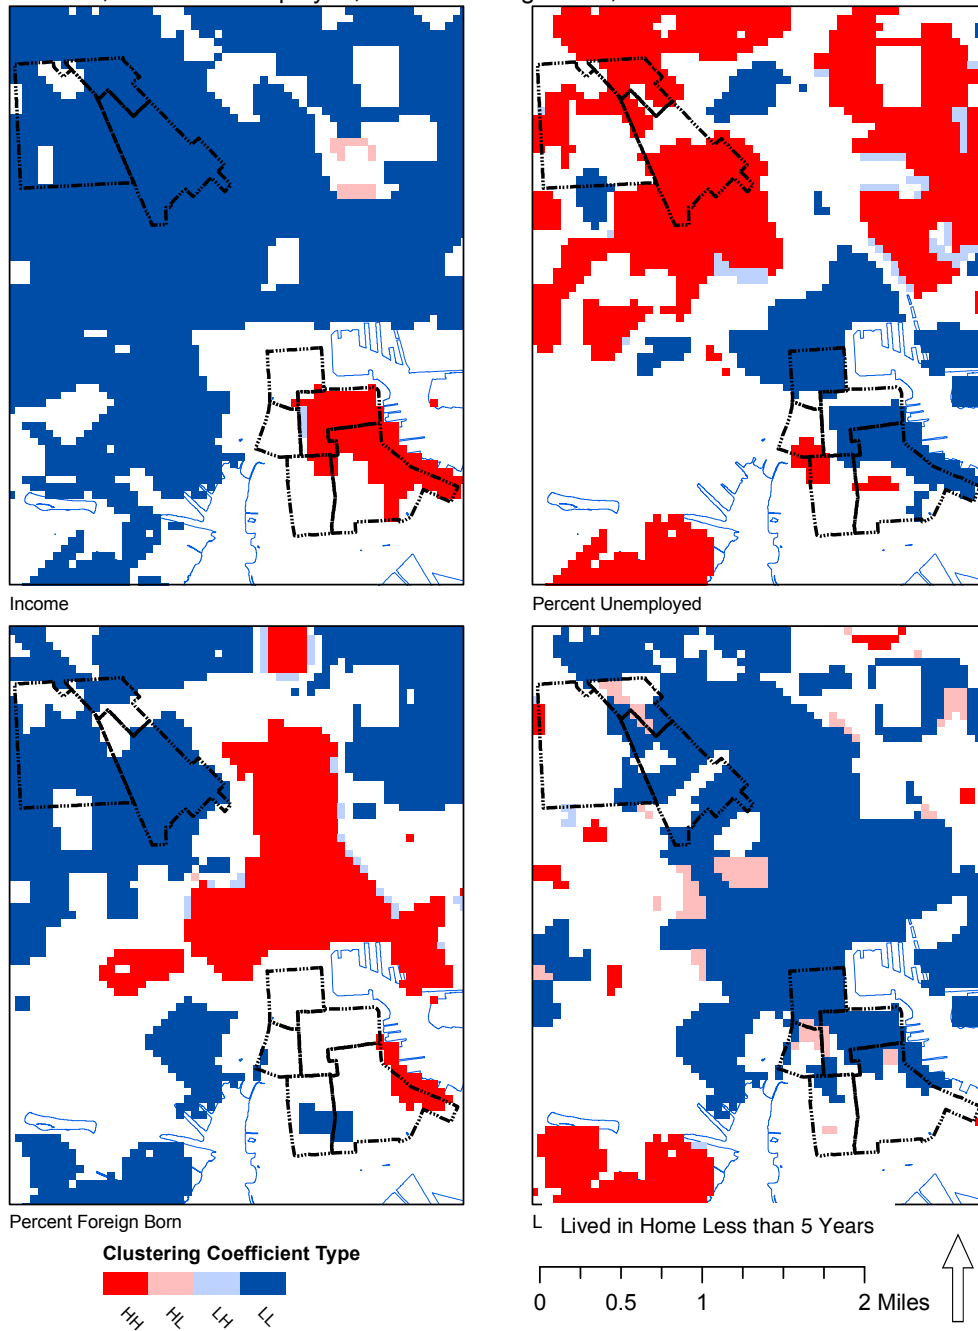 Income
Percent Unemployed
Percent Foreign Born
L Lived in Home Less than 5 Years
Clustering Coefficient Type
HH HL LH LL
0 0.5 1 2 Miles